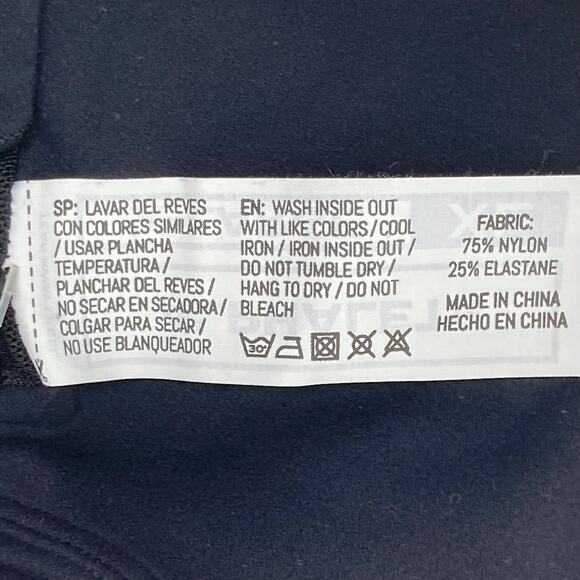 SP: LAVAR DEL REVES
CON COLORES SIMILARES
/ USAR PLANCHA
TEMPERATURA /
PLANCHAR DEL REVES /
NO SECAR EN SECADORA /
COLGAR PARA SECAR /
NO USE BLANQUEADOR
EN: WASH INSIDE OUT
WITH LIKE COLORS / COOL
IRON / IRON INSIDE OUT /
DO NOT TUMBLE DRY /
HANG TO DRY / DO NOT
BLEACH
30°
FABRIC:
75% NYLON
25% ELASTANE
MADE IN CHINA
HECHO EN CHINA